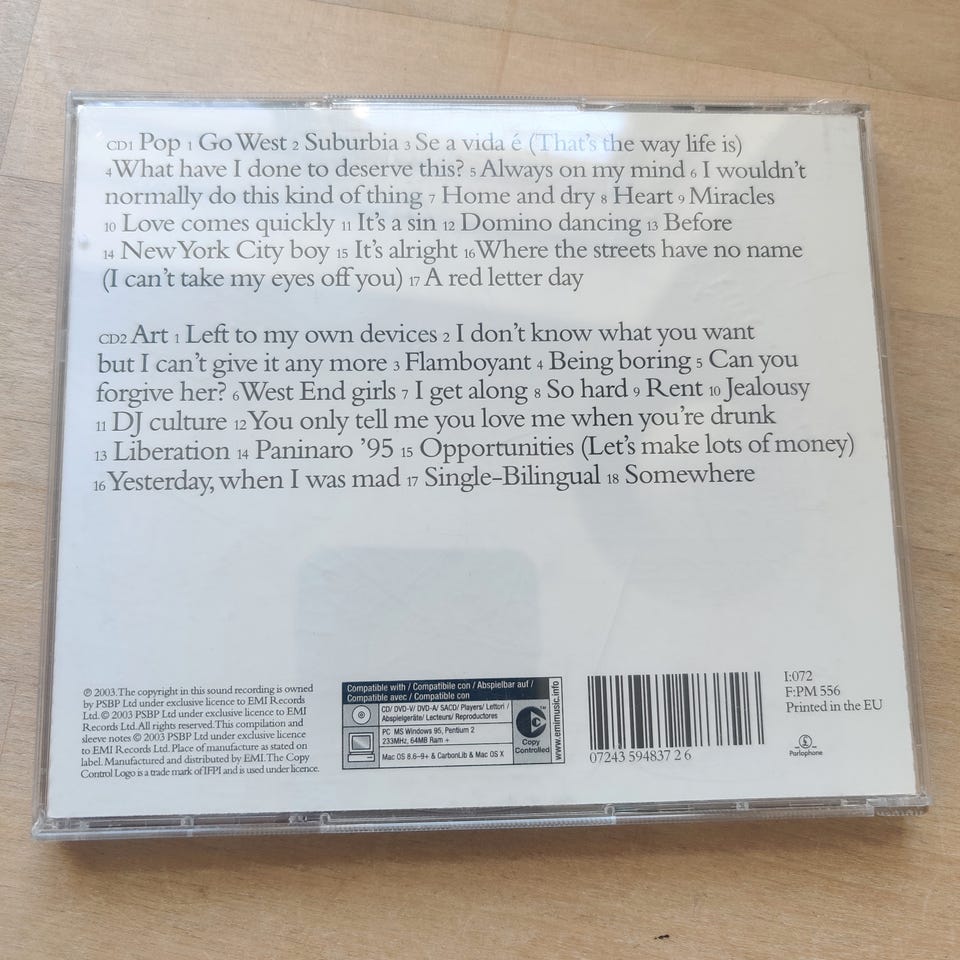 CD1 Pop 1 Go West 2 Suburbia 3 Se a vida é (That's the way life is)
4 What have I done to deserve this? 5 Always on my mind 6 I wouldn't
normally do this kind of thing 7 Home and dry 8 Heart 9 Miracles
10 Love comes quickly 11 It's a sin 12 Domino dancing 13 Before
14 New York City boy 15 It's alright 16 Where the streets have no name
(I can't take my eyes off you) 17 A red letter day
CD2 Art 1 Left to my own devices 2 I don't know what you want
but I can't give it any more 3 Flamboyant 4 Being boring 5 Can you
forgive her? 6 West End girls 7 I get along 8 So hard 9 Rent 10 Jealousy
11 DJ culture 12 You only tell me you love me when you're drunk
13 Liberation 14 Paninaro '95 15 Opportunities (Let's make lots of money)
16 Yesterday, when I was mad 17 Single-Bilingual 18 Somewhere
℗ 2003. The copyright in this sound recording is owned
by PSBP Ltd under exclusive licence to EMI Records
Ltd. © 2003 PSBP Ltd under exclusive licence to EMI
Records Ltd. All rights reserved. This compilation and
sleeve notes © 2003 PSBP Ltd under exclusive licence
to EMI Records Ltd. Place of manufacture as stated on
label. Manufactured and distributed by EMI. The Copy
Control Logo is a trade mark of IFPI and is used under licence.
Compatible with / Compatibile con / Abspielbar auf /
Compatible avec / Compatible con
CD/ DVD-V/ DVD-A/ SACD/ Players/ Lettori /
Abspielgeräte/ Lecteurs/ Reproductores
PC MS Windows 95, Pentium 2
233MHz, 64MB Ram +
Mac OS 8.6-9+ & CarbonLib & Mac OS X
Copy
Controlled
TM
www.emimusic.info
07243 594837 2 6
I:072
F:PM 556
Printed in the EU
Parlophone